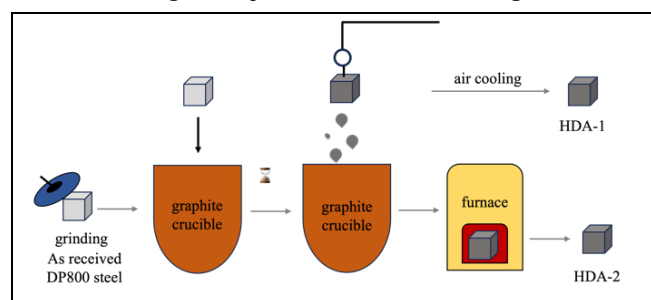 air cooling
HDA-1
graphite
crucible
graphite
crucible
furnace
grinding
As received
DP800 steel
HDA-2